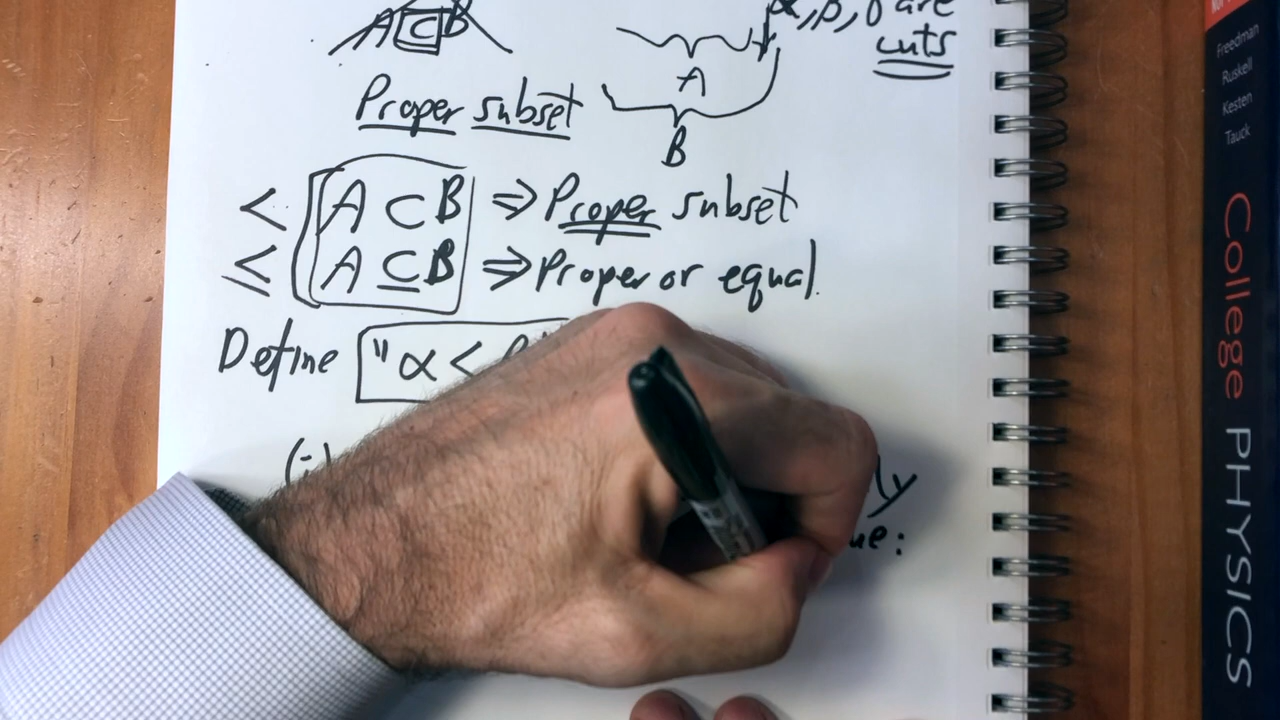 A ⊂ B
α, β, γ are
cuts
Proper subset
A
B
< A ⊂ B ⇒ Proper subset
≤ A ⊆ B ⇒ Proper or equal.
Define "α <
(i)
Freedman
Ruskell
Kesten
Tauck
College PHYSICS